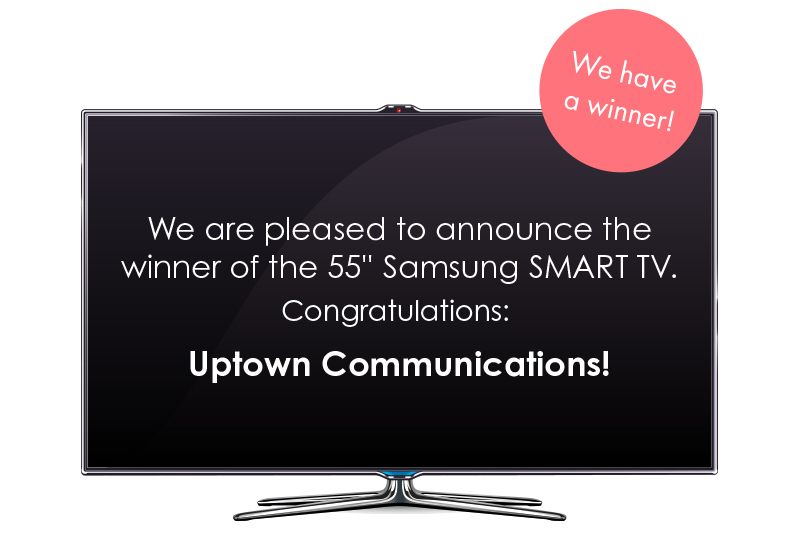 We have
a winner!
We are pleased to announce the
winner of the 55" Samsung SMART TV.
Congratulations:
Uptown Communications!